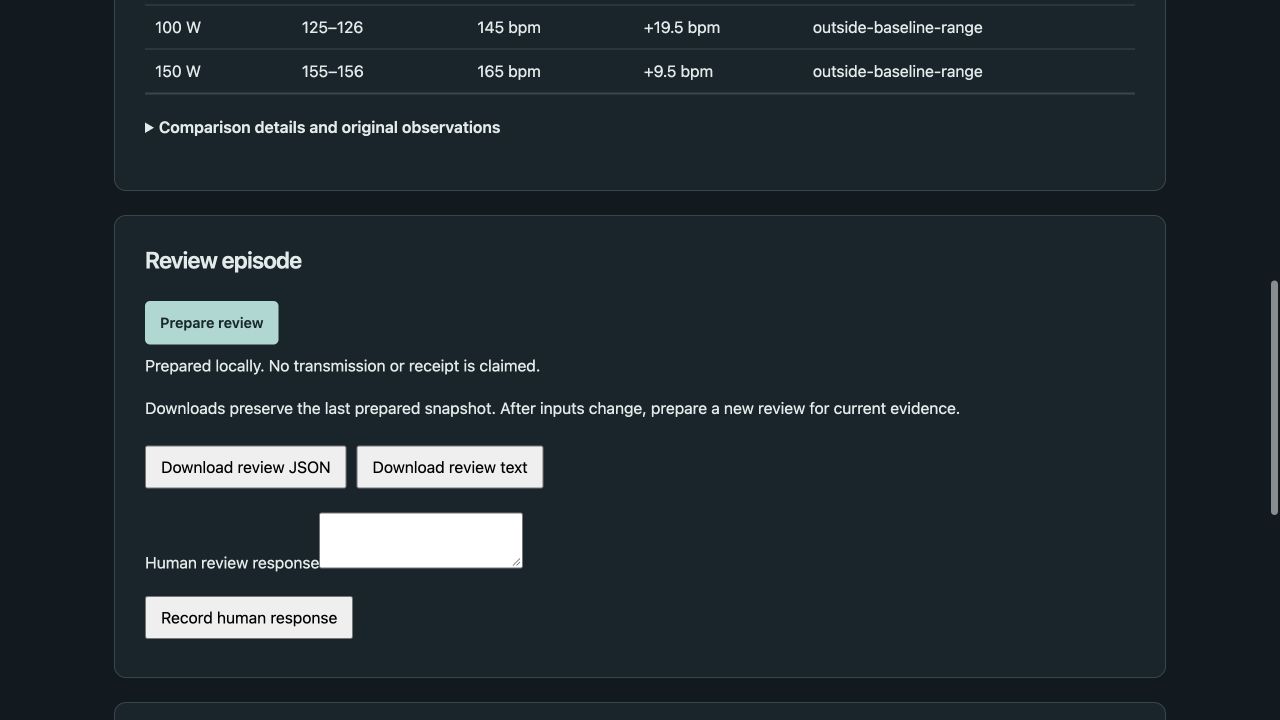 100 W 125–126 145 bpm +19.5 bpm outside-baseline-range
150 W 155–156 165 bpm +9.5 bpm outside-baseline-range
Comparison details and original observations
Review episode
Prepare review
Prepared locally. No transmission or receipt is claimed.
Downloads preserve the last prepared snapshot. After inputs change, prepare a new review for current evidence.
Download review JSON Download review text
Human review response
Record human response